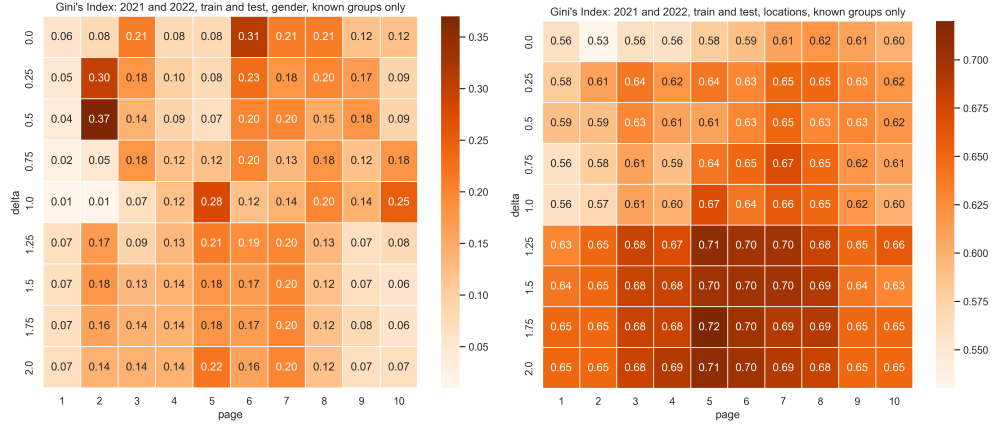 Gini's Index: 2021 and 2022, train and test, gender, known groups only
delta
0.0 0.06 0.08 0.21 0.08 0.08 0.31 0.21 0.21 0.12 0.12
0.25 0.05 0.30 0.18 0.10 0.08 0.23 0.18 0.20 0.17 0.09
0.5 0.04 0.37 0.14 0.09 0.07 0.20 0.20 0.15 0.18 0.09
0.75 0.02 0.05 0.18 0.12 0.12 0.20 0.13 0.18 0.12 0.18
1.0 0.01 0.01 0.07 0.12 0.28 0.12 0.14 0.20 0.14 0.25
1.25 0.07 0.17 0.09 0.13 0.21 0.19 0.20 0.13 0.07 0.08
1.5 0.07 0.18 0.13 0.14 0.18 0.17 0.20 0.12 0.07 0.06
1.75 0.07 0.16 0.14 0.14 0.18 0.17 0.20 0.12 0.08 0.06
2.0 0.07 0.14 0.14 0.14 0.22 0.16 0.20 0.12 0.07 0.07
1 2 3 4 5 6 7 8 9 10
page
0.35
0.30
0.25
0.20
0.15
0.10
0.05
Gini's Index: 2021 and 2022, train and test, locations, known groups only
delta
0.0 0.56 0.53 0.56 0.56 0.58 0.59 0.61 0.62 0.61 0.60
0.25 0.58 0.61 0.64 0.62 0.64 0.63 0.65 0.65 0.63 0.62
0.5 0.59 0.59 0.63 0.61 0.61 0.63 0.65 0.63 0.63 0.62
0.75 0.56 0.58 0.61 0.59 0.64 0.65 0.67 0.65 0.62 0.61
1.0 0.56 0.57 0.61 0.60 0.67 0.64 0.66 0.65 0.62 0.60
1.25 0.63 0.65 0.68 0.67 0.71 0.70 0.70 0.68 0.65 0.66
1.5 0.64 0.65 0.68 0.68 0.70 0.70 0.70 0.69 0.64 0.63
1.75 0.65 0.65 0.68 0.68 0.72 0.70 0.69 0.69 0.65 0.65
2.0 0.65 0.65 0.69 0.68 0.71 0.70 0.69 0.69 0.65 0.65
1 2 3 4 5 6 7 8 9 10
page
0.700
0.675
0.650
0.625
0.600
0.575
0.550